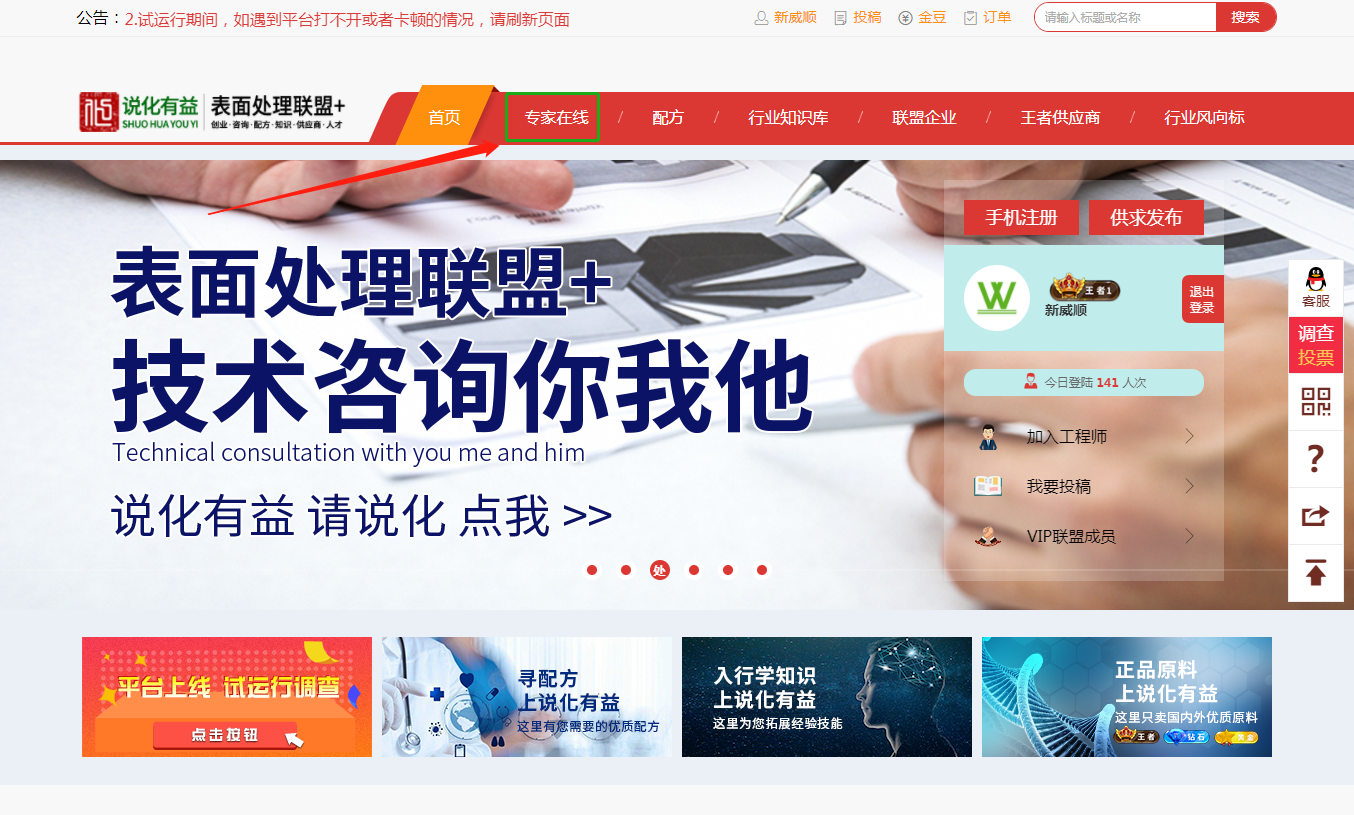 公告：2.试运行期间，如遇到平台打不开或者卡顿的情况，请刷新页面
新威顺 投稿 金豆 订单
请输入标题或名称 搜索
说化有益 SHUO HUA YOU YI
表面处理联盟+
创业·咨询·配方·知识·供应商·人才
首页 专家在线 / 配方 / 行业知识库 / 联盟企业 / 王者供应商 / 行业风向标
手机注册 供求发布
表面处理联盟+
技术咨询你我他
Technical consultation with you me and him
说化有益 请说化 点我 >>
处
W
王者1
新威顺
退出
登录
今日登陆 141 人次
加入工程师
我要投稿
VIP联盟成员
客服
调查
投票
?
平台上线 试运行调查
点击按钮
寻配方
上说化有益
这里有您需要的优质配方
入行学知识
上说化有益
这里为您拓展经验技能
正品原料
上说化有益
这里只卖国内外优质原料
王者 钻石 黄金